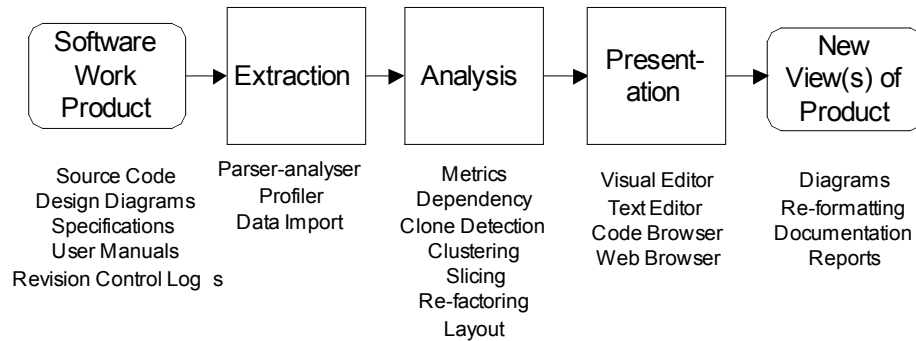 Software
Work
Product
Extraction
Analysis
Present-
ation
New
View(s) of
Product
Source Code
Design Diagrams
Specifications
User Manuals
Revision Control Log s
Parser-analyser
Profiler
Data Import
Metrics
Dependency
Clone Detection
Clustering
Slicing
Re-factoring
Layout
Visual Editor
Text Editor
Code Browser
Web Browser
Diagrams
Re-formatting
Documentation
Reports